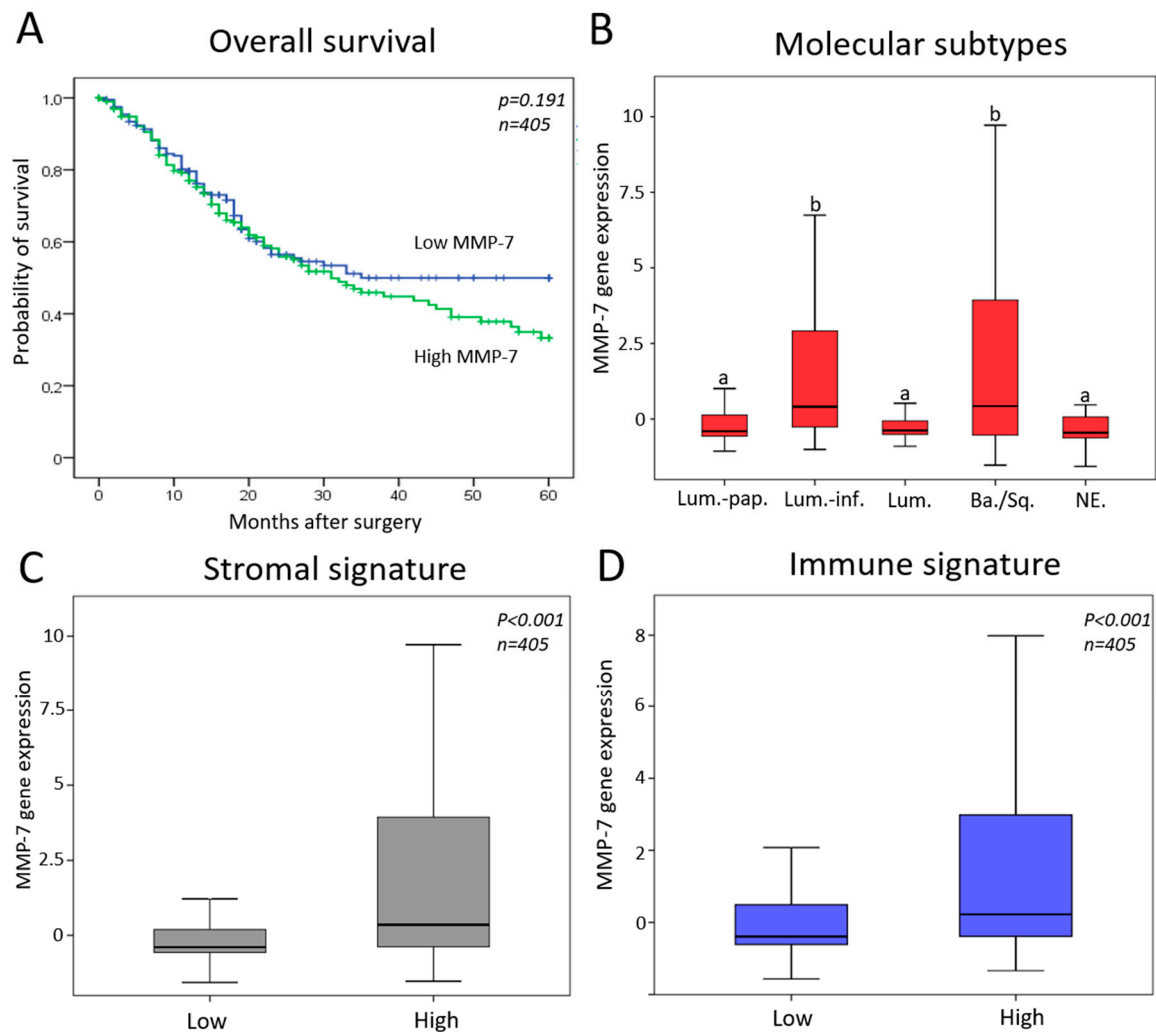 A
Overall survival
p=0.191
n=405
Probability of survival
1.0
0.8
0.6
0.4
0.2
0
Low MMP-7
High MMP-7
0 10 20 30 40 50 60
Months after surgery
B
Molecular subtypes
MMP-7 gene expression
10
7.5
5
2.5
0
a
b
a
b
a
Lum.-pap. Lum.-inf. Lum. Ba./Sq. NE.
C
Stromal signature
P<0.001
n=405
MMP-7 gene expression
10
7.5
5
2.5
0
Low High
D
Immune signature
P<0.001
n=405
MMP-7 gene expression
8
6
4
2
0
Low High